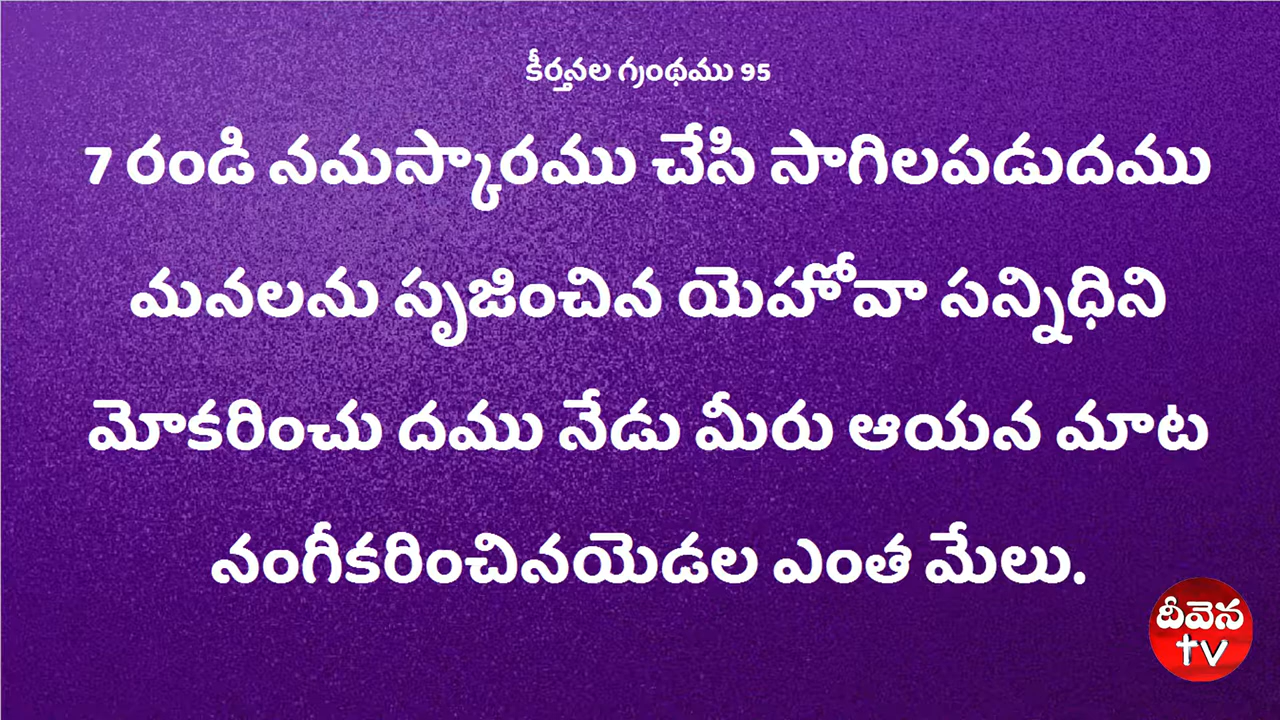 కీర్తనల గ్రంథము 95
7 రండి నమస్కారము చేసి సాగిలపడుదము
మనలను సృజించిన యెహోవా సన్నిధిని
మోకరించు దము నేడు మీరు ఆయన మాట
నంగీకరించినయెడల ఎంత మేలు.
దీవెన
tv